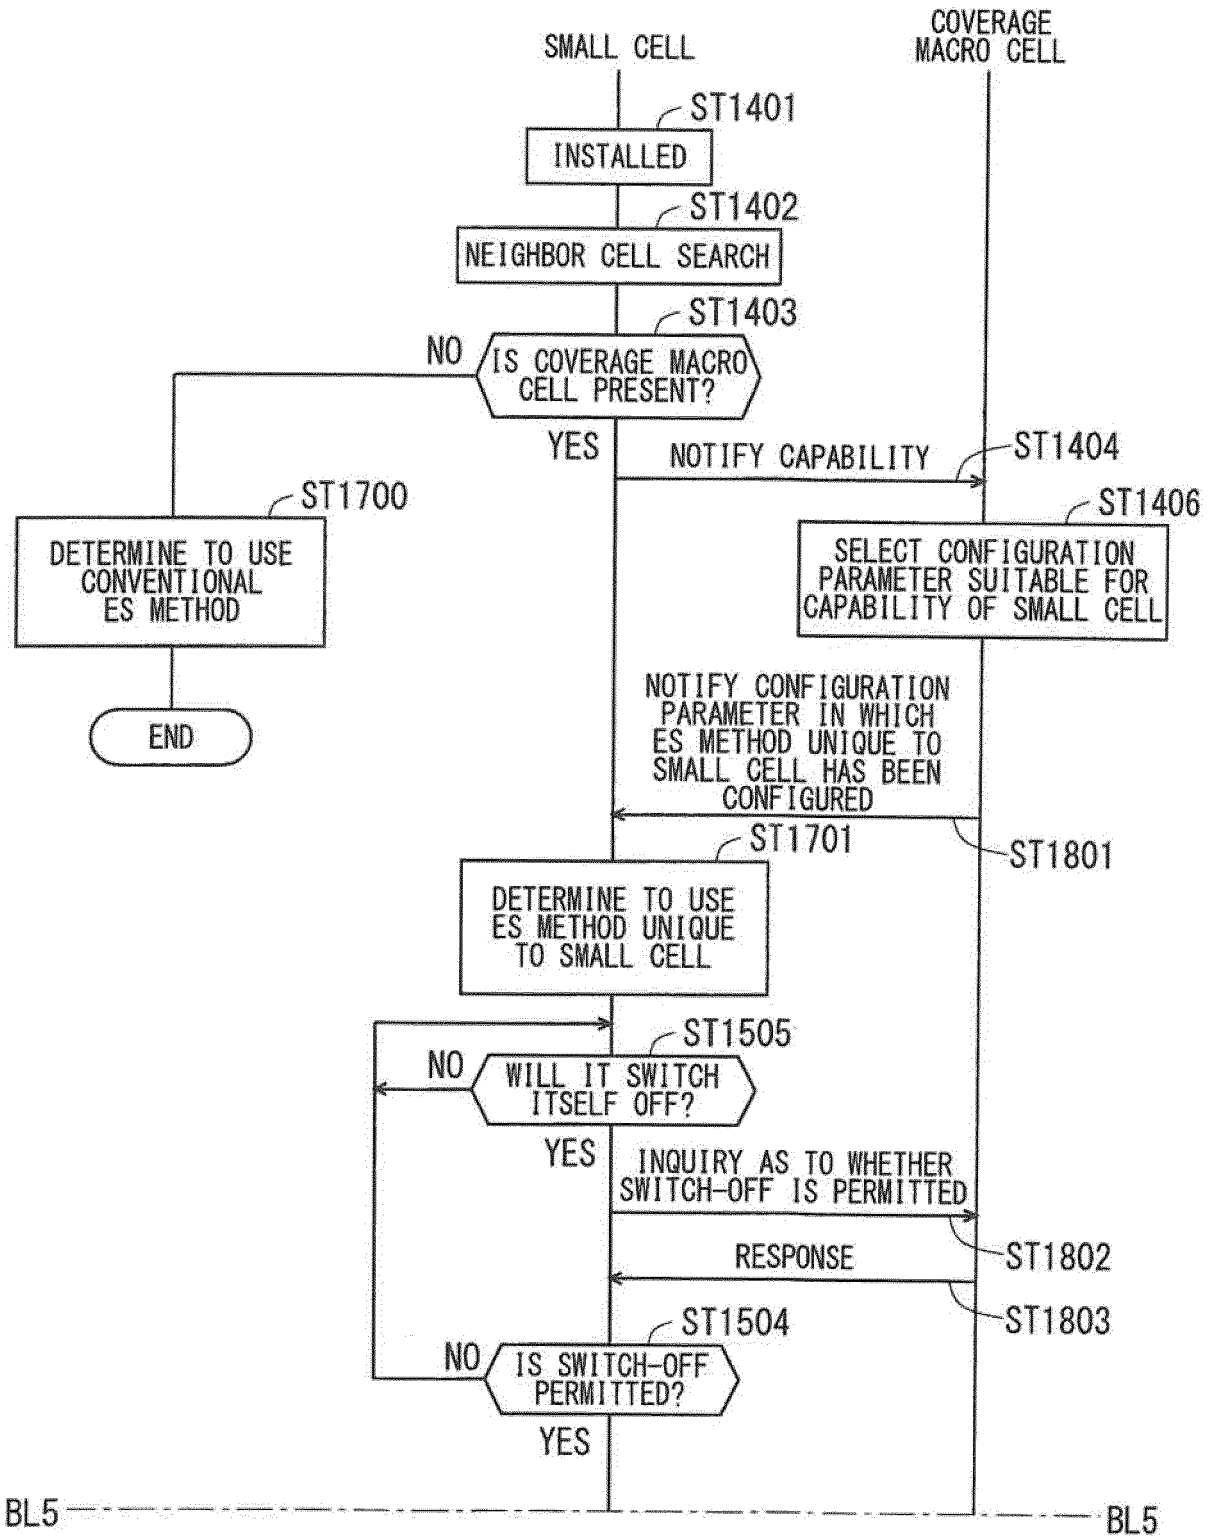 SMALL CELL
COVERAGE
MACRO CELL
ST1401
INSTALLED
ST1402
NEIGHBOR CELL SEARCH
ST1403
IS COVERAGE MACRO
CELL PRESENT?
NO
YES
NOTIFY CAPABILITY
ST1404
ST1700
DETERMINE TO USE
CONVENTIONAL
ES METHOD
END
ST1406
SELECT CONFIGURATION
PARAMETER SUITABLE FOR
CAPABILITY OF SMALL CELL
NOTIFY CONFIGURATION
PARAMETER IN WHICH
ES METHOD UNIQUE TO
SMALL CELL HAS BEEN
CONFIGURED
ST1801
ST1701
DETERMINE TO USE
ES METHOD UNIQUE
TO SMALL CELL
ST1505
NO
WILL IT SWITCH
ITSELF OFF?
YES
INQUIRY AS TO WHETHER
SWITCH-OFF IS PERMITTED
ST1802
RESPONSE
ST1803
ST1504
NO
IS SWITCH-OFF
PERMITTED?
YES
BL5
BL5